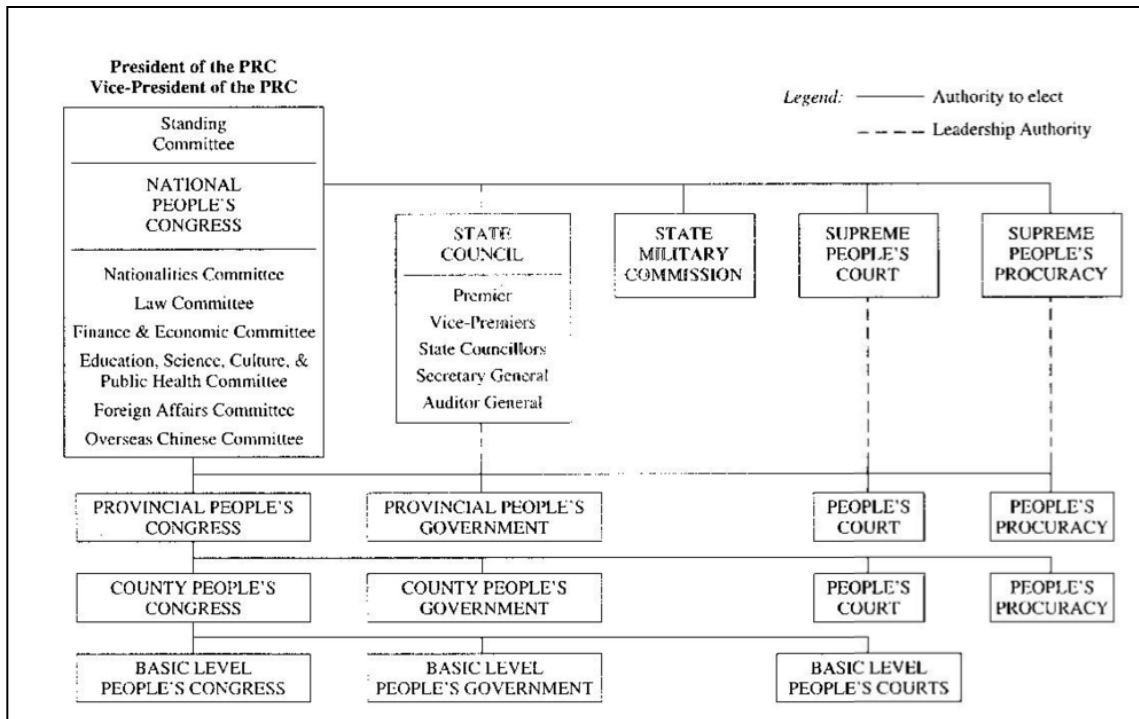 President of the PRC
Vice-President of the PRC
Legend:
Authority to elect
Leadership Authority
Standing
Committee
NATIONAL
PEOPLE'S
CONGRESS
Nationalities Committee
Law Committee
Finance & Economic Committee
Education, Science, Culture, &
Public Health Committee
Foreign Affairs Committee
Overseas Chinese Committee
STATE
COUNCIL
Premier
Vice-Premiers
State Councillors
Secretary General
Auditor General
STATE
MILITARY
COMMISSION
SUPREME
PEOPLE'S
COURT
SUPREME
PEOPLE'S
PROCURACY
PROVINCIAL PEOPLE'S
CONGRESS
PROVINCIAL PEOPLE'S
GOVERNMENT
PEOPLE'S
COURT
PEOPLE'S
PROCURACY
COUNTY PEOPLE'S
CONGRESS
COUNTY PEOPLE'S
GOVERNMENT
PEOPLE'S
COURT
PEOPLE'S
PROCURACY
BASIC LEVEL
PEOPLE'S CONGRESS
BASIC LEVEL
PEOPLE'S GOVERNMENT
BASIC LEVEL
PEOPLE'S COURTS